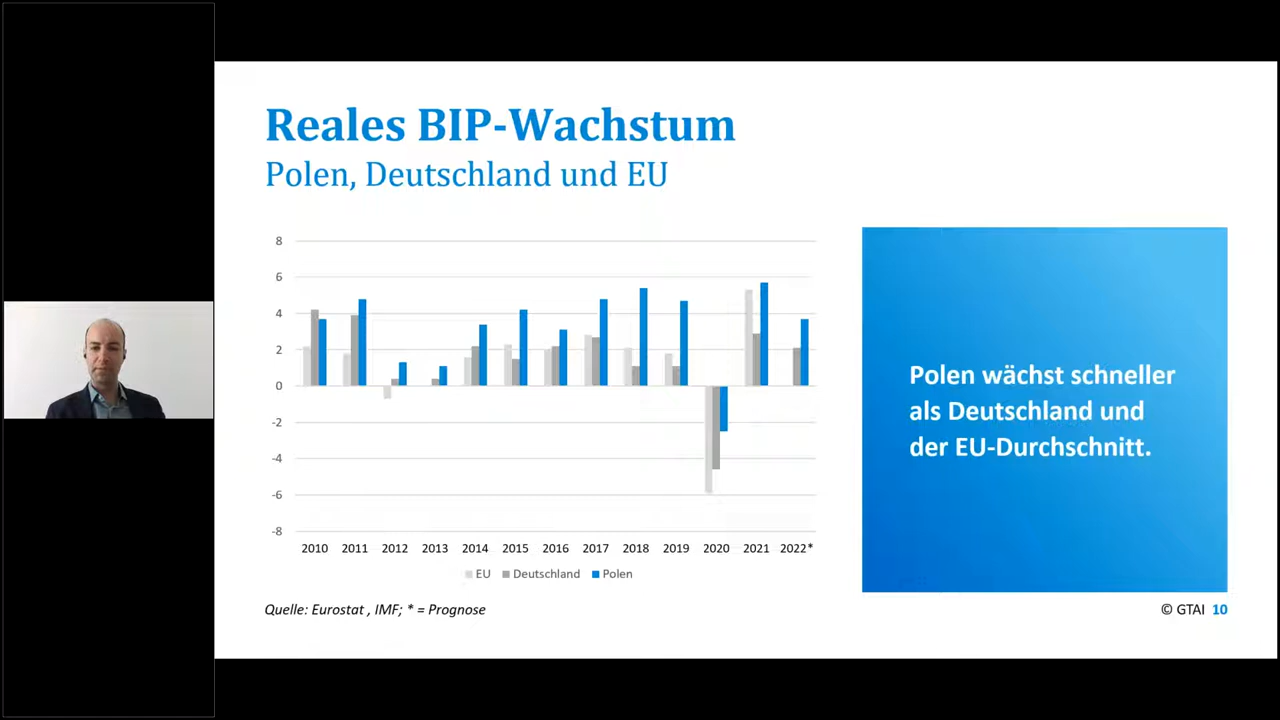 Reales BIP-Wachstum
Polen, Deutschland und EU
8
6
4
2
0
-2
-4
-6
-8
2010 2011 2012 2013 2014 2015 2016 2017 2018 2019 2020 2021 2022*
EU Deutschland Polen
Quelle: Eurostat , IMF; * = Prognose
Polen wächst schneller
als Deutschland und
der EU-Durchschnitt.
© GTAI 10